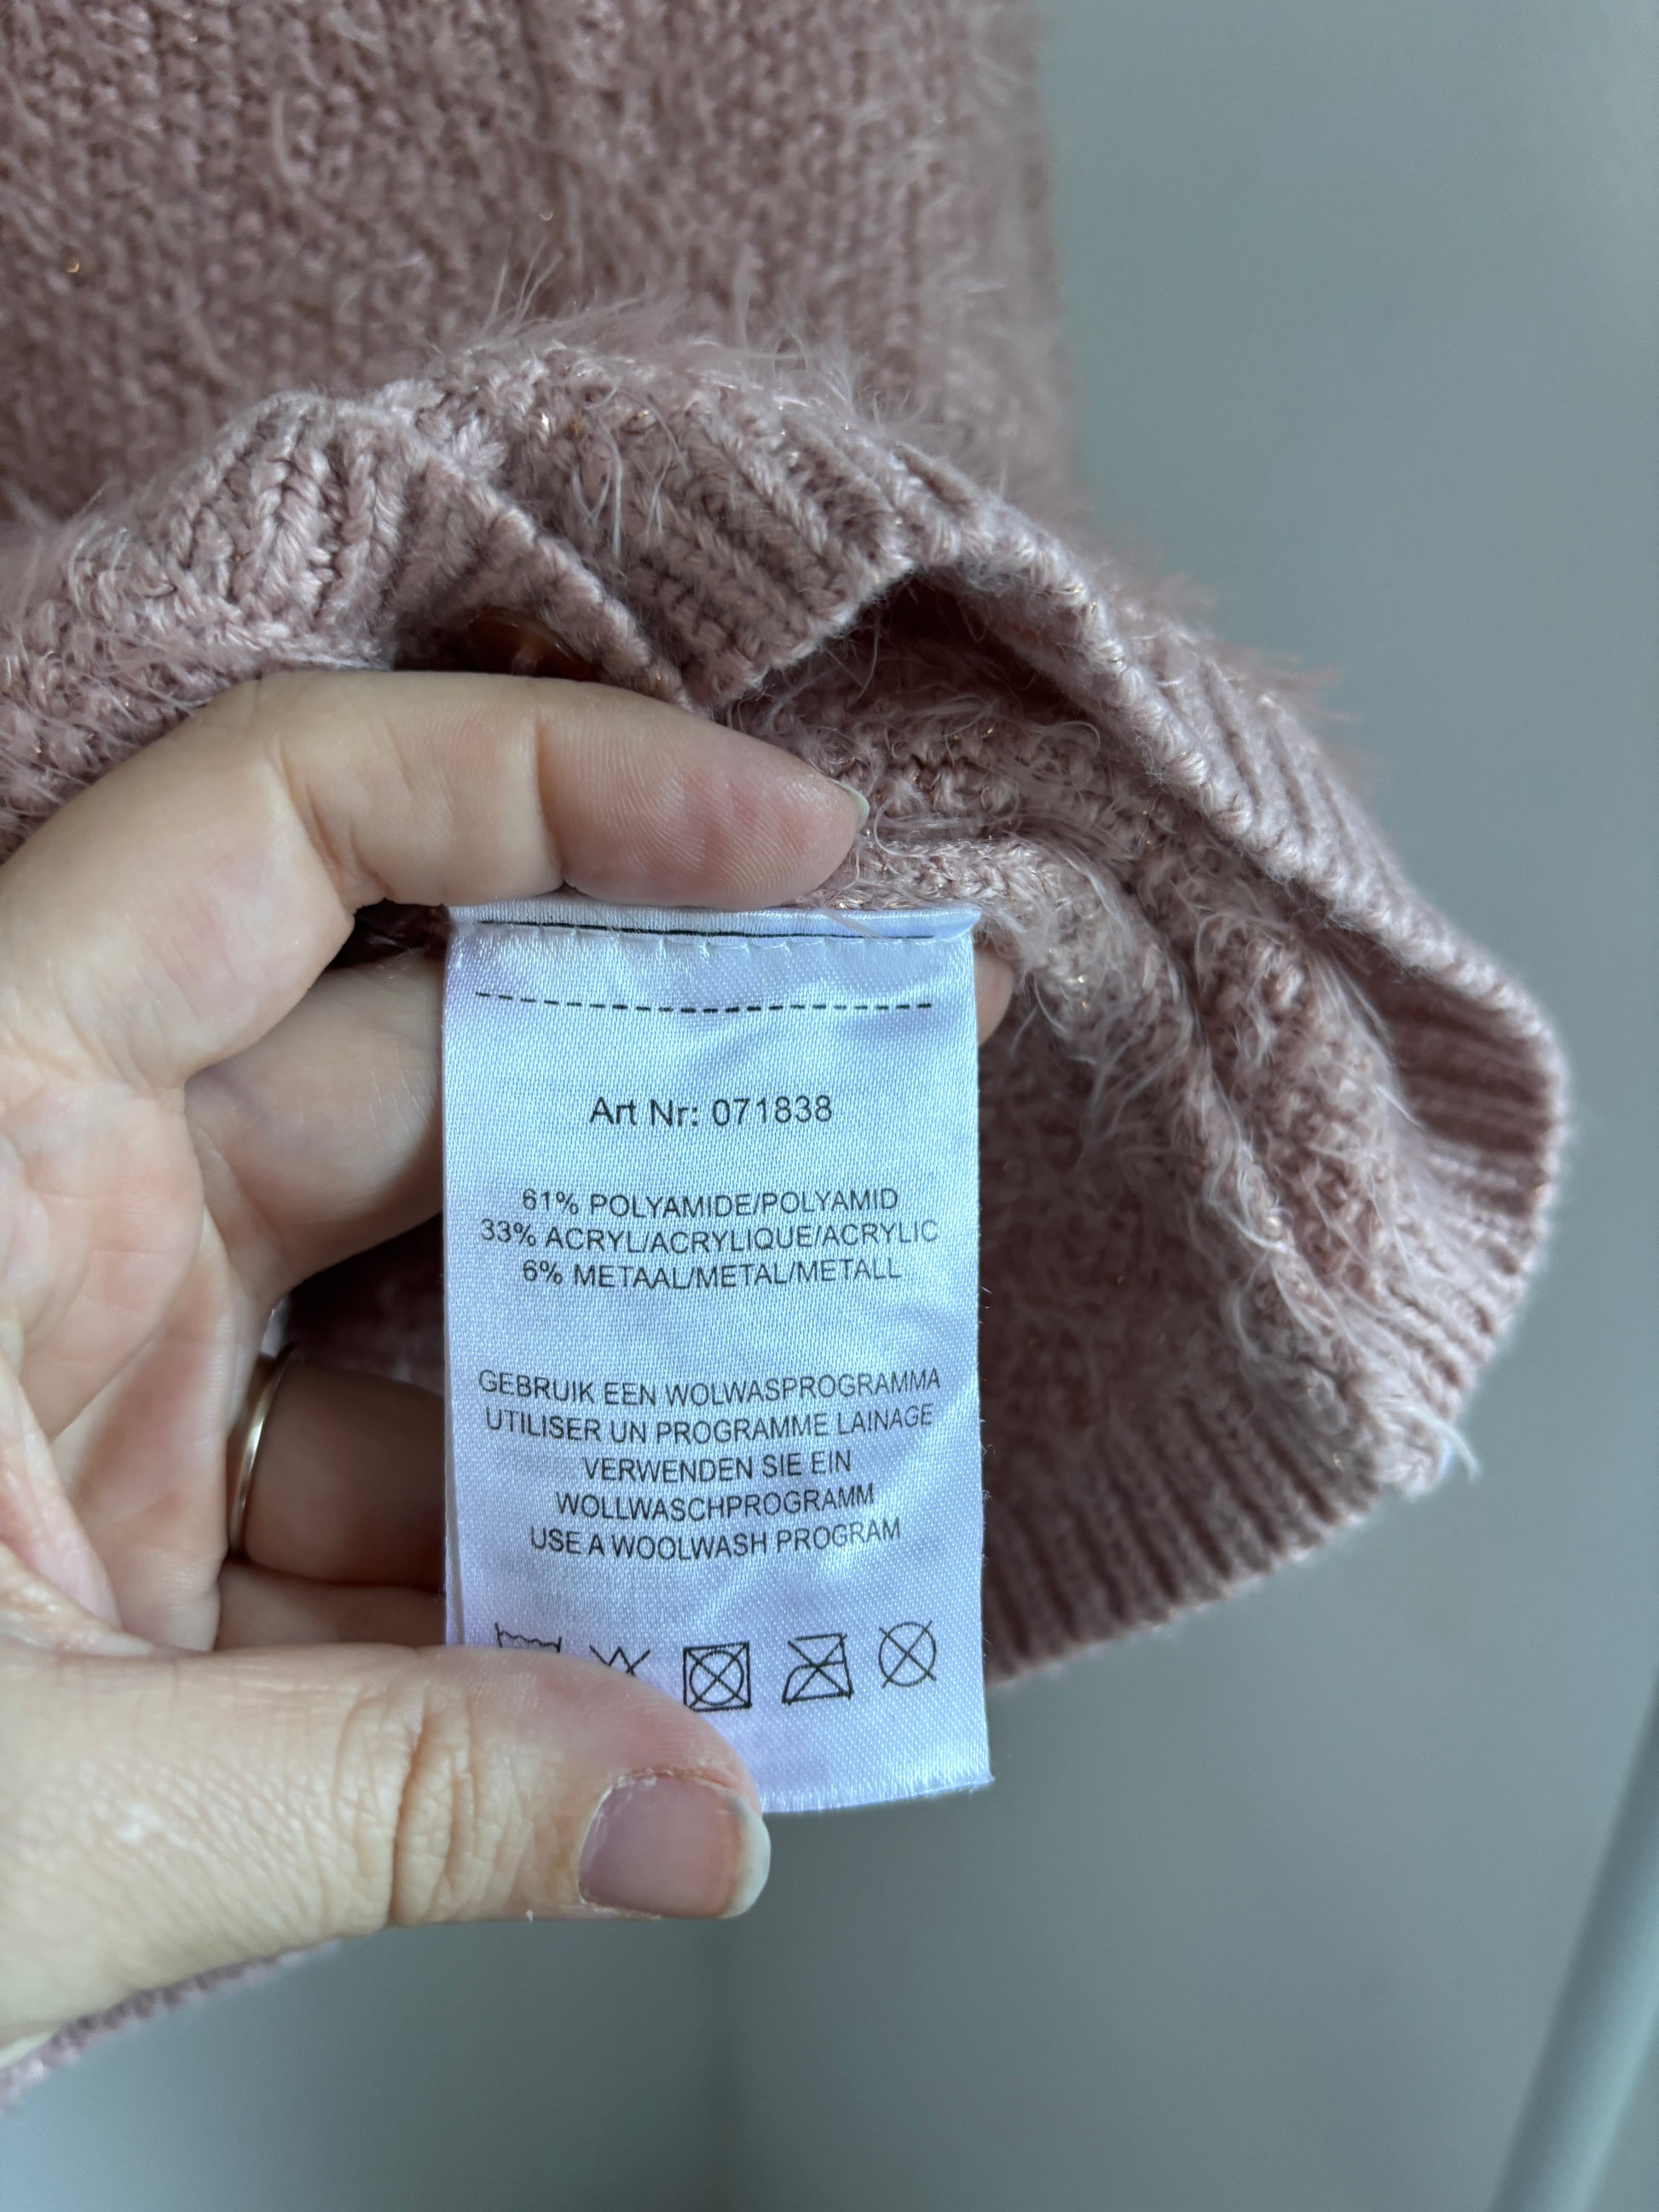 Art Nr: 071838
61% POLYAMIDE/POLYAMID
33% ACRYL/ACRYLIQUE/ACRYLIC
6% METAAL/METAL/METALL
GEBRUIK EEN WOLWASPROGRAMMA
UTILISER UN PROGRAMME LAINAGE
VERWENDEN SIE EIN
WOLLWASCHPROGRAMM
USE A WOOLWASH PROGRAM